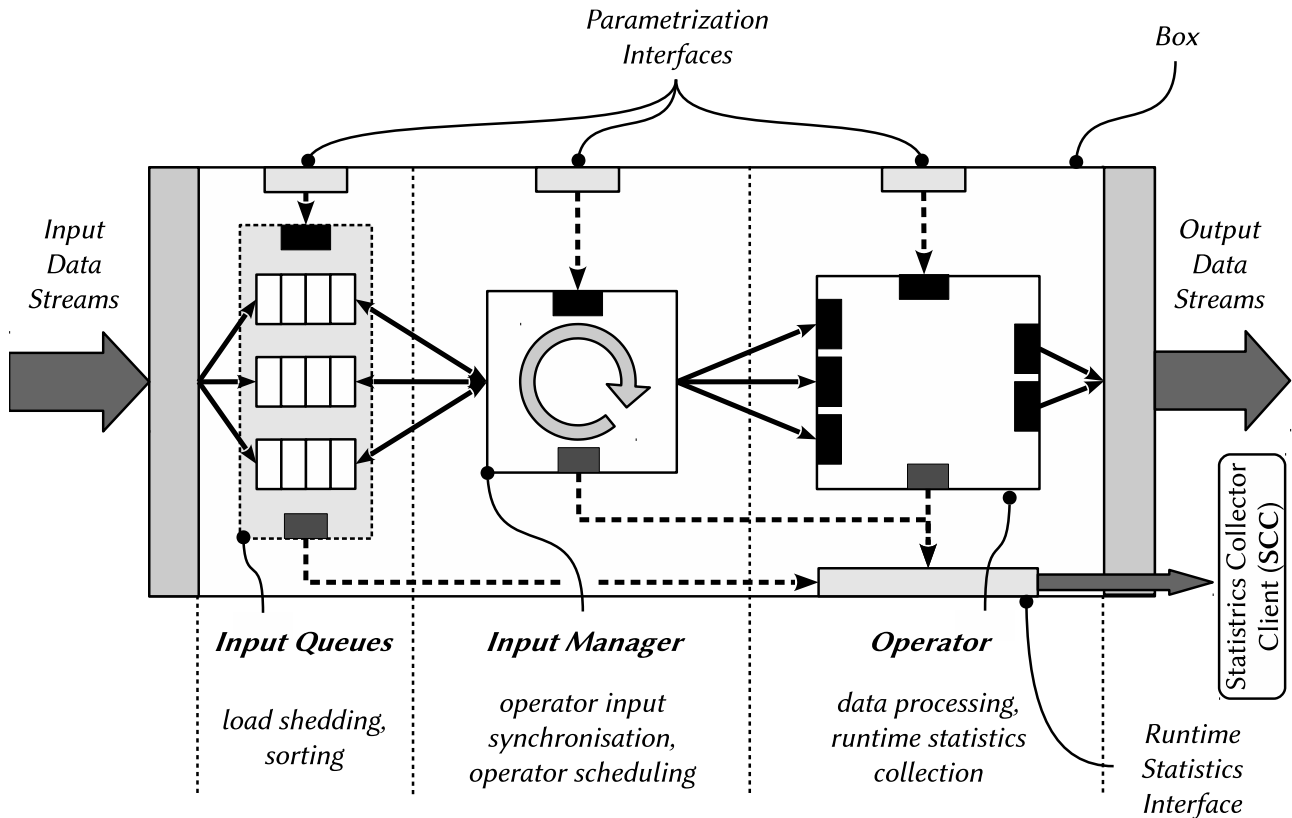 Parametrization
Interfaces
Box
Input
Data
Streams
Output
Data
Streams
Statistrics Collector
Client (SCC)
Input Queues
Input Manager
Operator
load shedding,
sorting
operator input
synchronisation,
operator scheduling
data processing,
runtime statistics
collection
Runtime
Statistics
Interface